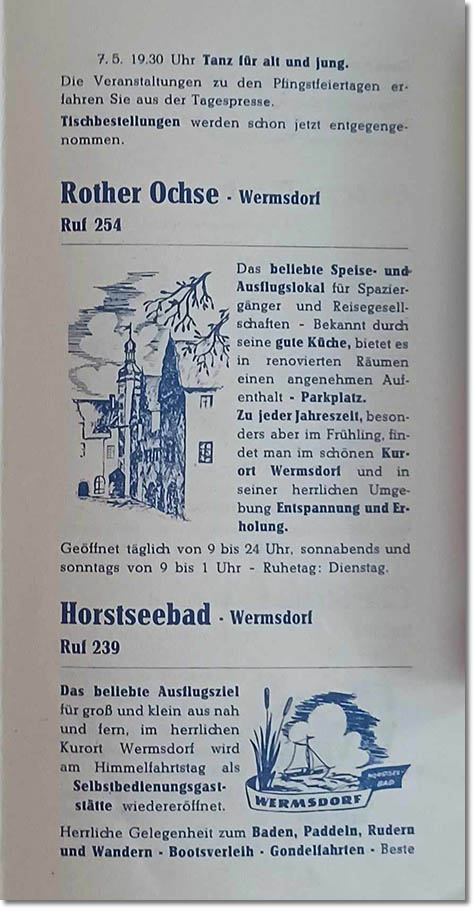 7. 5. 19.30 Uhr Tanz für alt und jung.
Die Veranstaltungen zu den Pfingstfeiertagen er-
fahren Sie aus der Tagespresse.
Tischbestellungen werden schon jetzt entgegenge-
nommen.
Rother Ochse - Wermsdorf
Ruf 254
Das beliebte Speise- und
Ausflugslokal für Spazier-
gänger und Reisegesell-
schaften - Bekannt durch
seine gute Küche, bietet es
in renovierten Räumen
einen angenehmen Auf-
enthalt - Parkplatz.
Zu jeder Jahreszeit, beson-
ders aber im Frühling, fin-
det man im schönen Kur-
ort Wermsdorf und in
seiner herrlichen Umge-
bung Entspannung und Er-
holung.
Geöffnet täglich von 9 bis 24 Uhr, sonnabends und
sonntags von 9 bis 1 Uhr - Ruhetag: Dienstag.
Horstseebad - Wermsdorf
Ruf 239
Das beliebte Ausflugsziel
für groß und klein aus nah
und fern, im herrlichen
Kurort Wermsdorf wird
am Himmelfahrtstag als
Selbstbedienungsgast-
stätte wiedereröffnet.
HORSTSEE-
BAD
WERMSDORF
Herrliche Gelegenheit zum Baden, Paddeln, Rudern
und Wandern - Bootsverleih - Gondelfahrten - Beste